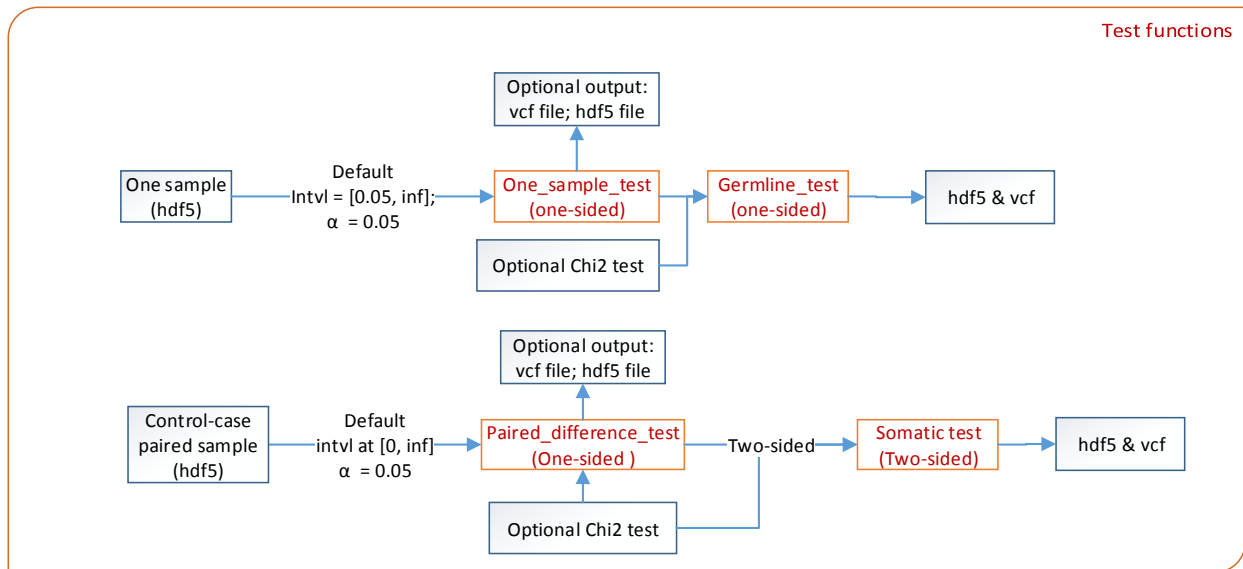 Test functions
Optional output:
vcf file; hdf5 file
One sample
(hdf5)
Default
Intvl = [0.05, inf];
α = 0.05
One_sample_test
(one-sided)
Germline_test
(one-sided)
hdf5 & vcf
Optional Chi2 test
Optional output:
vcf file; hdf5 file
Control-case
paired sample
(hdf5)
Default
intvl at [0, inf]
α = 0.05
Paired_difference_test
(One-sided )
Two-sided
Somatic test
(Two-sided)
hdf5 & vcf
Optional Chi2 test